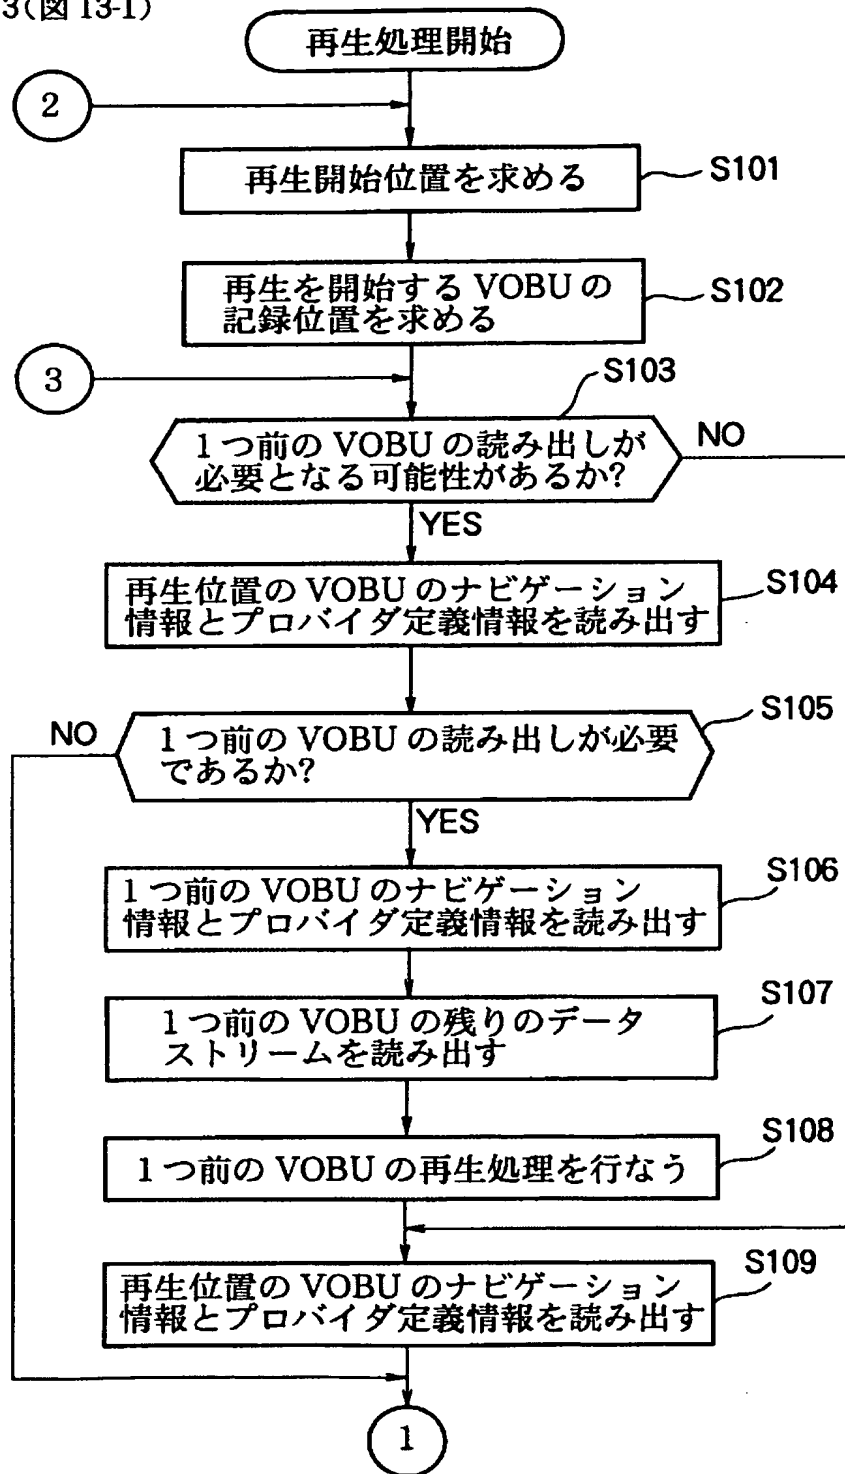 3(図 13-1)
再生処理開始
2
再生開始位置を求める
S101
再生を開始する VOBU の
記録位置を求める
S102
3
S103
1 つ前の VOBU の読み出しが
必要となる可能性があるか?
NO
YES
再生位置の VOBU のナビゲーション
情報とプロバイダ定義情報を読み出す
S104
S105
NO
1 つ前の VOBU の読み出しが必要
であるか?
YES
1 つ前の VOBU のナビゲーション
情報とプロバイダ定義情報を読み出す
S106
S107
1 つ前の VOBU の残りのデータ
ストリームを読み出す
S108
1 つ前の VOBU の再生処理を行なう
S109
再生位置の VOBU のナビゲーション
情報とプロバイダ定義情報を読み出す
1